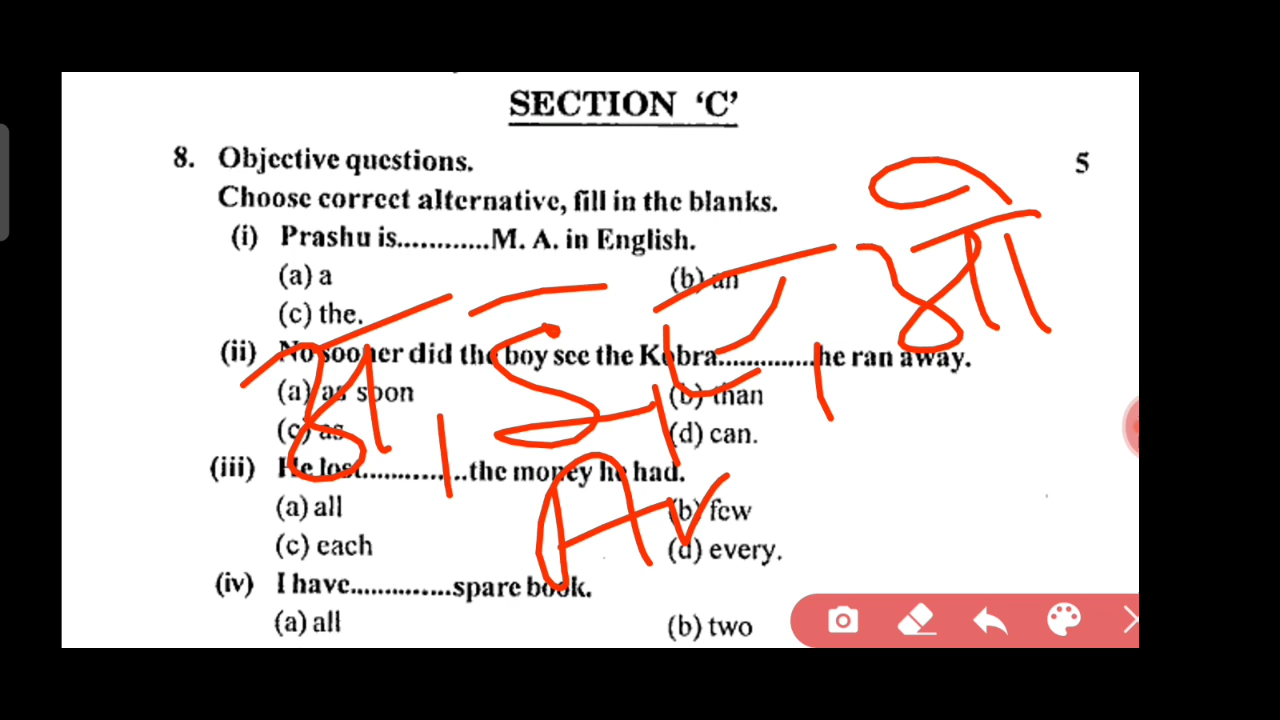 SECTION ‘C’
8. Objective questions. 5
Choose correct alternative, fill in the blanks.
(i) Prashu is............M. A. in English.
(a) a (b) an
(c) the.
(ii) No sooner did the boy see the Kobra..............he ran away.
(a) as soon (b) than
(c) as (d) can.
(iii) He lost...............the money he had.
(a) all (b) few
(c) each (d) every.
(iv) I have..............spare book.
(a) all (b) two